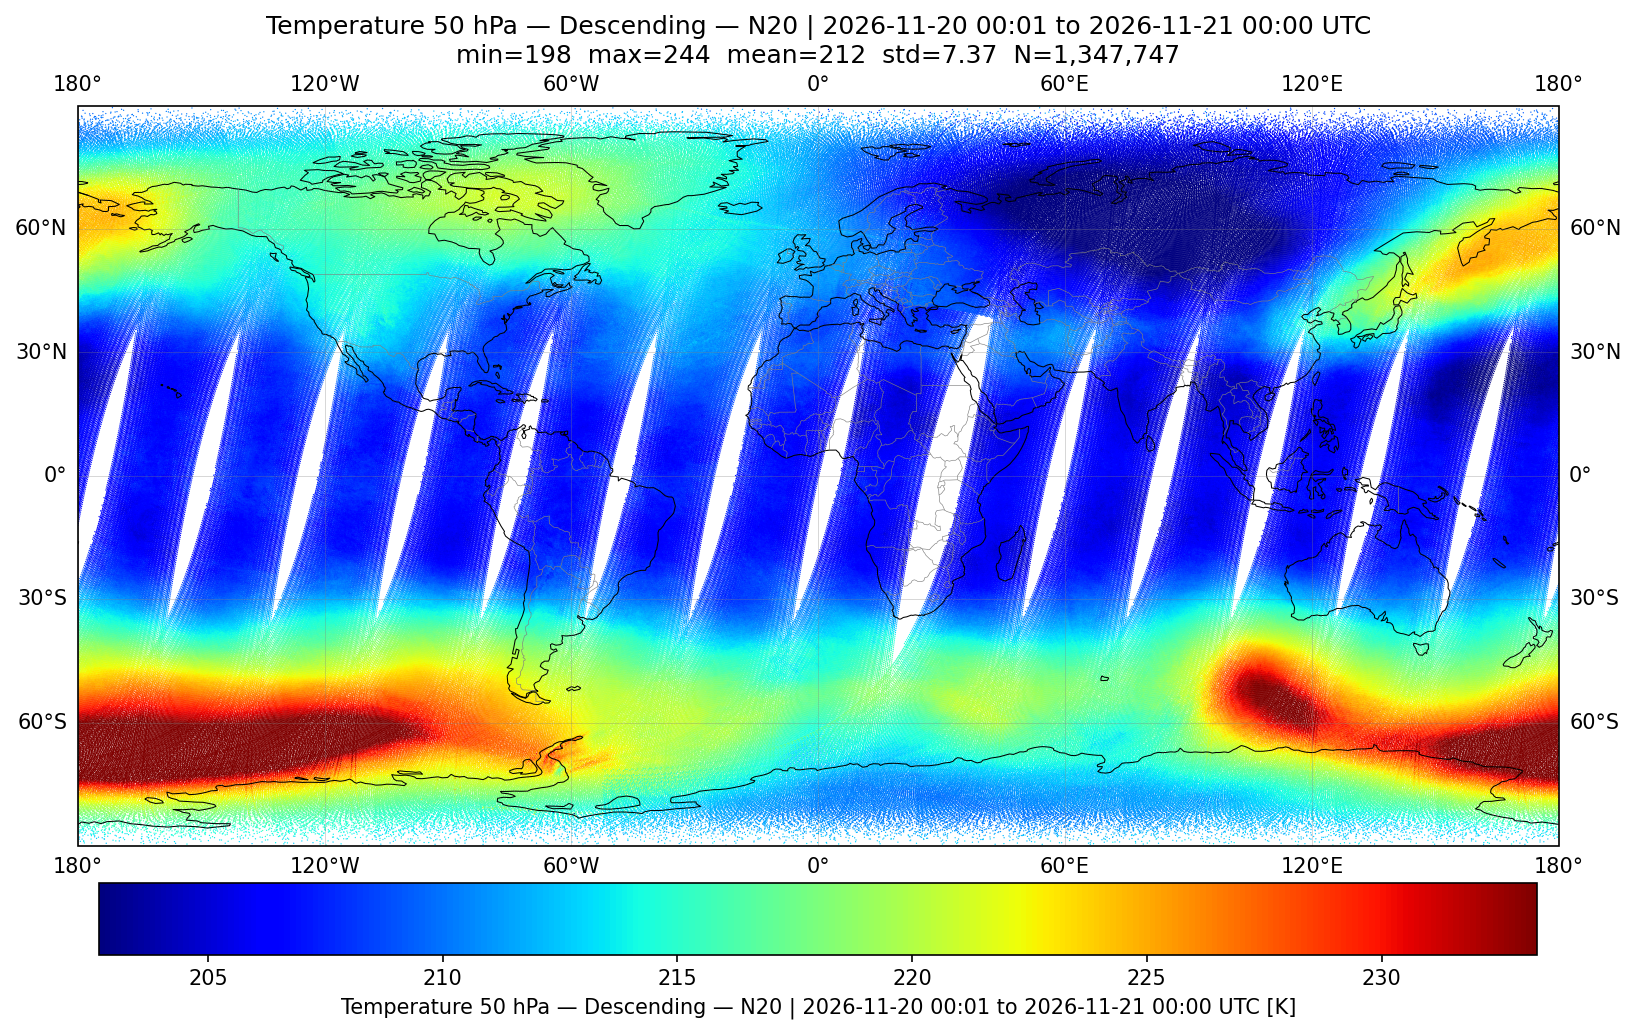 Temperature 50 hPa — Descending — N20 | 2026-11-20 00:01 to 2026-11-21 00:00 UTC
min=198 max=244 mean=212 std=7.37 N=1,347,747
180° 120°W 60°W 0° 60°E 120°E 180°
60°N 60°N
30°N 30°N
0° 0°
30°S 30°S
60°S 60°S
180° 120°W 60°W 0° 60°E 120°E 180°
205 210 215 220 225 230
Temperature 50 hPa — Descending — N20 | 2026-11-20 00:01 to 2026-11-21 00:00 UTC [K]